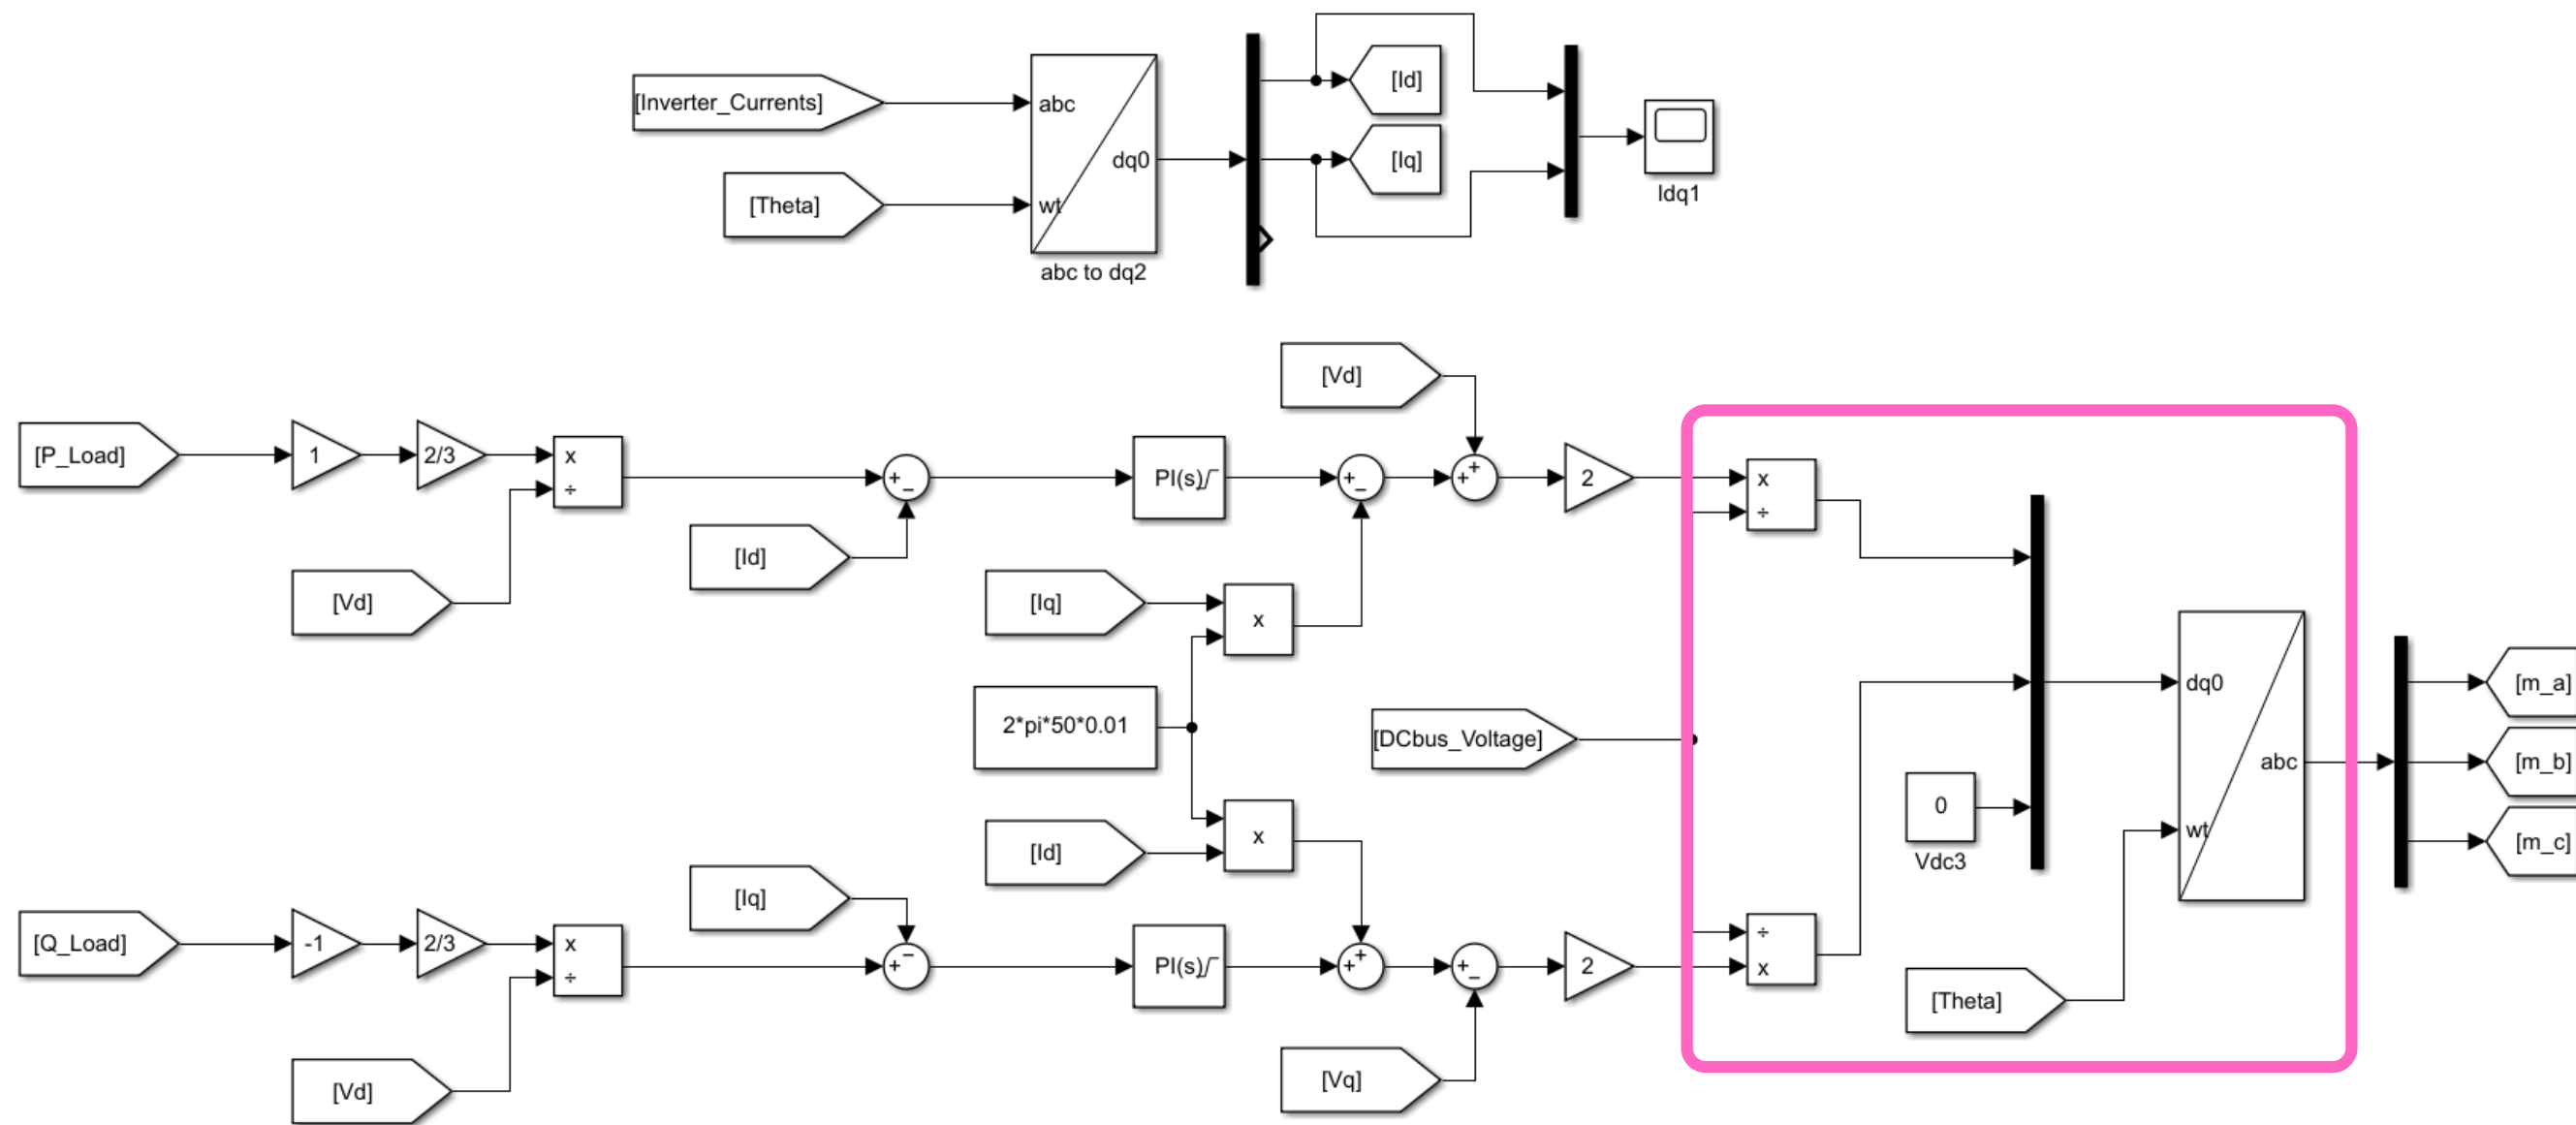 [Inverter_Currents]
[Theta]
abc
wt
dq0
abc to dq2
[Id]
[Iq]
Idq1
[Vd]
[P_Load]
1
2/3
x
÷
[Vd]
+
−
[Id]
PI(s)
+
−
+
+
2
[Iq]
x
2*pi*50*0.01
[Id]
x
[DCbus_Voltage]
x
÷
0
Vdc3
÷
x
[Theta]
dq0
wt
abc
[m_a]
[m_b]
[m_c]
[Q_Load]
-1
2/3
x
÷
[Vd]
[Iq]
+
−
PI(s)
+
+
+
−
[Vq]
2